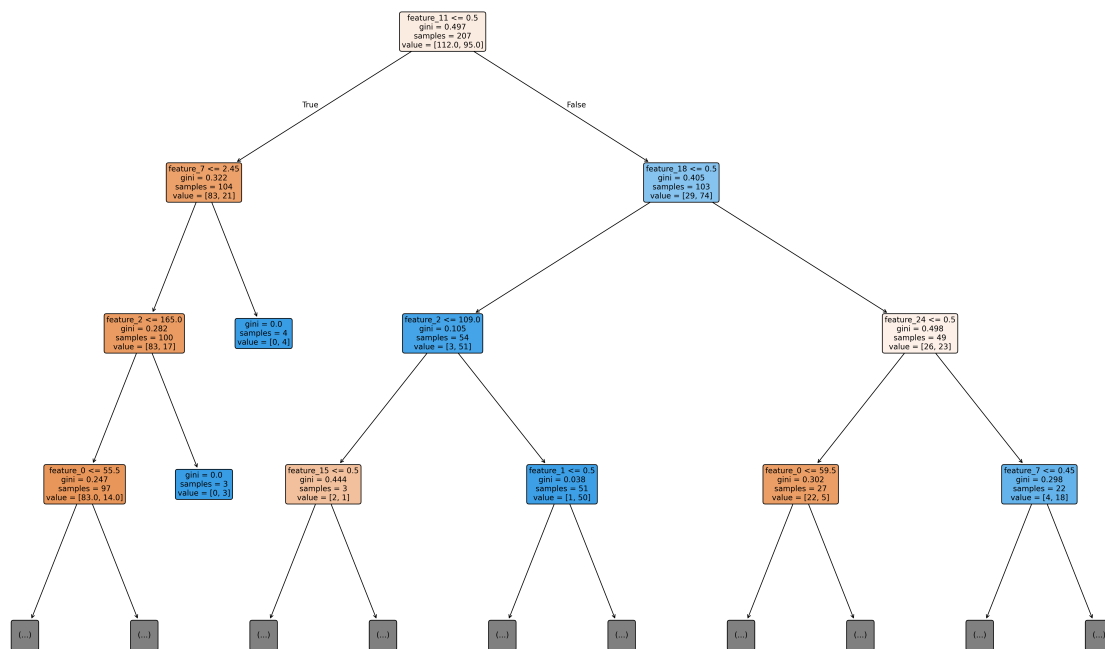 feature_11 <= 0.5
gini = 0.497
samples = 207
value = [112.0, 95.0]
True
False
feature_7 <= 2.45
gini = 0.322
samples = 104
value = [83, 21]
feature_18 <= 0.5
gini = 0.405
samples = 103
value = [29, 74]
feature_2 <= 165.0
gini = 0.282
samples = 100
value = [83, 17]
gini = 0.0
samples = 4
value = [0, 4]
feature_2 <= 109.0
gini = 0.105
samples = 54
value = [3, 51]
feature_24 <= 0.5
gini = 0.498
samples = 49
value = [26, 23]
feature_0 <= 55.5
gini = 0.247
samples = 97
value = [83.0, 14.0]
gini = 0.0
samples = 3
value = [0, 3]
feature_15 <= 0.5
gini = 0.444
samples = 3
value = [2, 1]
feature_1 <= 0.5
gini = 0.038
samples = 51
value = [1, 50]
feature_0 <= 59.5
gini = 0.302
samples = 27
value = [22, 5]
feature_7 <= 0.45
gini = 0.298
samples = 22
value = [4, 18]
(...)
(...)
(...)
(...)
(...)
(...)
(...)
(...)
(...)
(...)